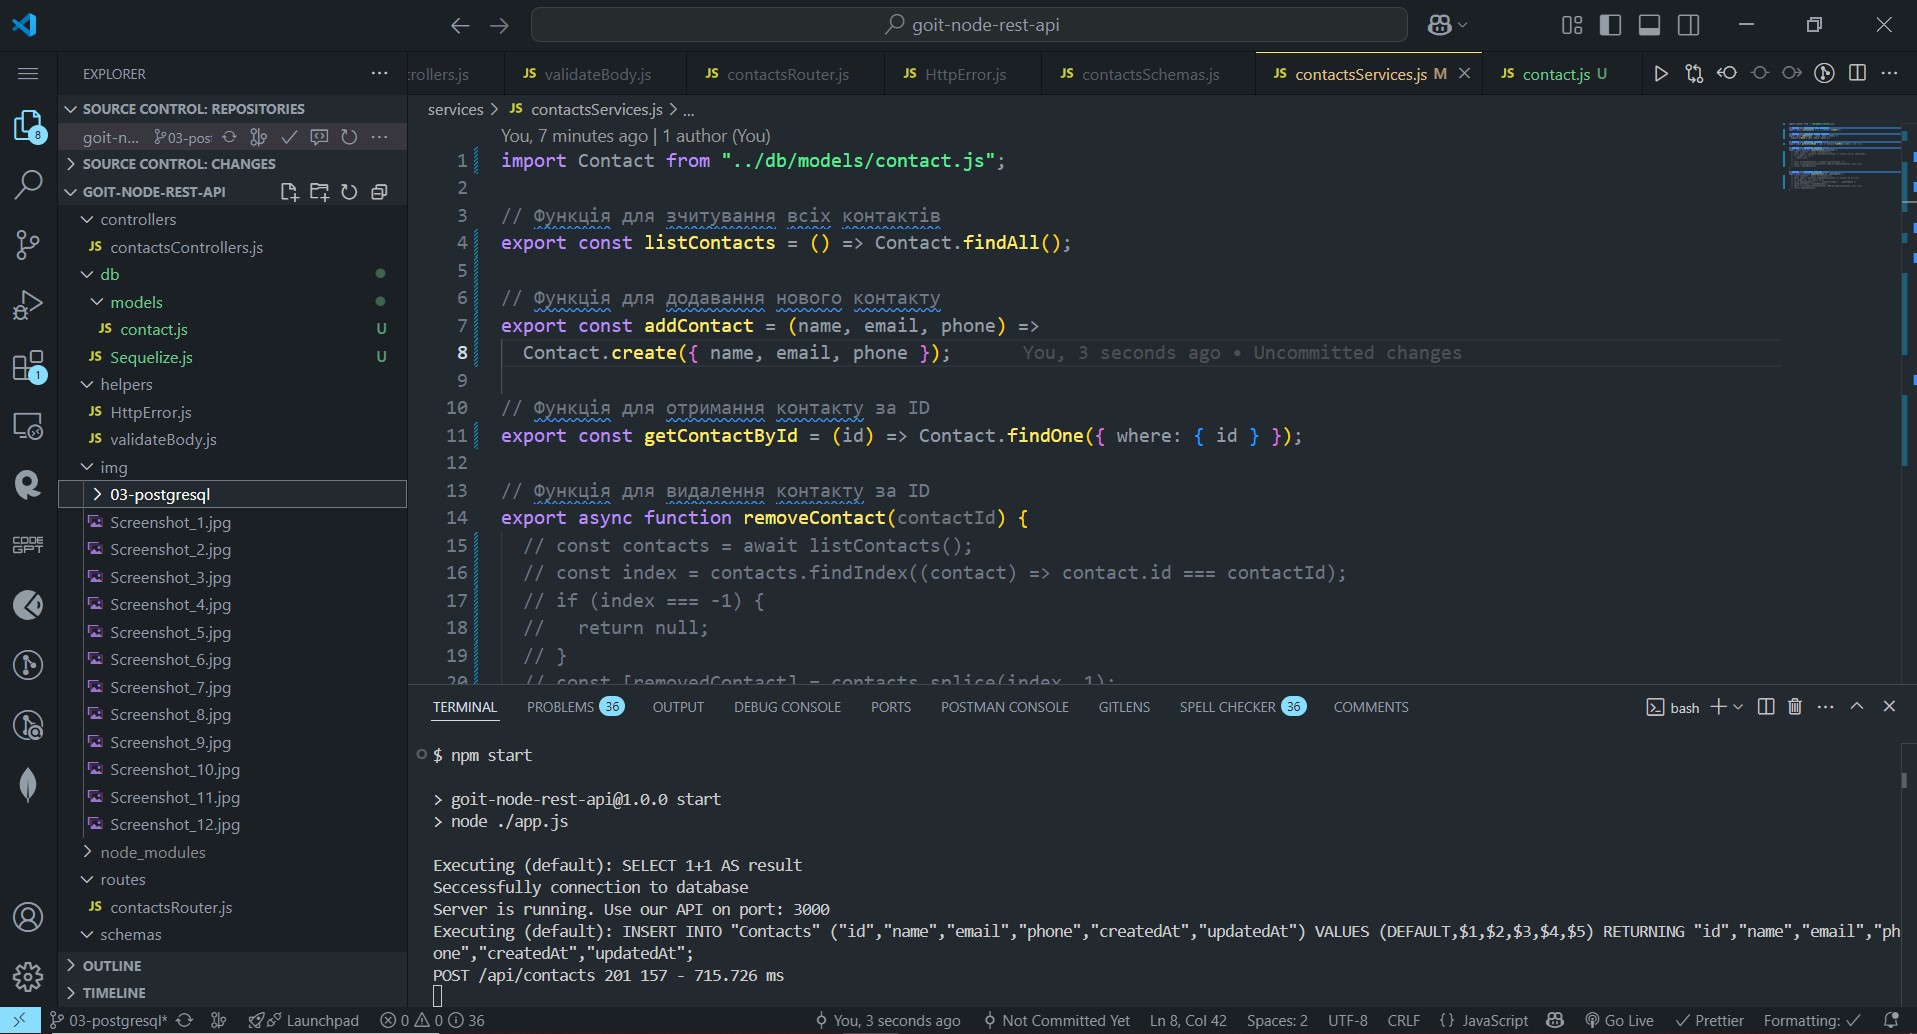 goit-node-rest-api
EXPLORER
rollers.js
JS validateBody.js
JS contactsRouter.js
JS HttpError.js
JS contactsSchemas.js
JS contactsServices.js M
JS contact.js U
SOURCE CONTROL: REPOSITORIES
goit-n... 03-pos
SOURCE CONTROL: CHANGES
GOIT-NODE-REST-API
controllers
JS contactsControllers.js
db
models
JS contact.js U
JS Sequelize.js U
helpers
JS HttpError.js
JS validateBody.js
img
03-postgresql
Screenshot_1.jpg
Screenshot_2.jpg
Screenshot_3.jpg
Screenshot_4.jpg
Screenshot_5.jpg
Screenshot_6.jpg
Screenshot_7.jpg
Screenshot_8.jpg
Screenshot_9.jpg
Screenshot_10.jpg
Screenshot_11.jpg
Screenshot_12.jpg
node_modules
routes
JS contactsRouter.js
schemas
OUTLINE
TIMELINE
8
1
CODE GPT
services > JS contactsServices.js > ...
You, 7 minutes ago | 1 author (You)
1 import Contact from "../db/models/contact.js";
2
3 // Функція для зчитування всіх контактів
4 export const listContacts = () => Contact.findAll();
5
6 // Функція для додавання нового контакту
7 export const addContact = (name, email, phone) =>
8 Contact.create({ name, email, phone }); You, 3 seconds ago • Uncommitted changes
9
10 // Функція для отримання контакту за ID
11 export const getContactById = (id) => Contact.findOne({ where: { id } });
12
13 // Функція для видалення контакту за ID
14 export async function removeContact(contactId) {
15 // const contacts = await listContacts();
16 // const index = contacts.findIndex((contact) => contact.id === contactId);
17 // if (index === -1) {
18 // return null;
19 // }
20 // const [removedContact] = contacts.splice(index, 1);
TERMINAL PROBLEMS 36 OUTPUT DEBUG CONSOLE PORTS POSTMAN CONSOLE GITLENS SPELL CHECKER 36 COMMENTS
bash
$ npm start
> goit-node-rest-api@1.0.0 start
> node ./app.js
Executing (default): SELECT 1+1 AS result
Seccessfully connection to database
Server is running. Use our API on port: 3000
Executing (default): INSERT INTO "Contacts" ("id","name","email","phone","createdAt","updatedAt") VALUES (DEFAULT,$1,$2,$3,$4,$5) RETURNING "id","name","email","ph
one","createdAt","updatedAt";
POST /api/contacts 201 157 - 715.726 ms
03-postgresql* Launchpad 0 0 36 You, 3 seconds ago Not Committed Yet Ln 8, Col 42 Spaces: 2 UTF-8 CRLF {} JavaScript Go Live Prettier Formatting: